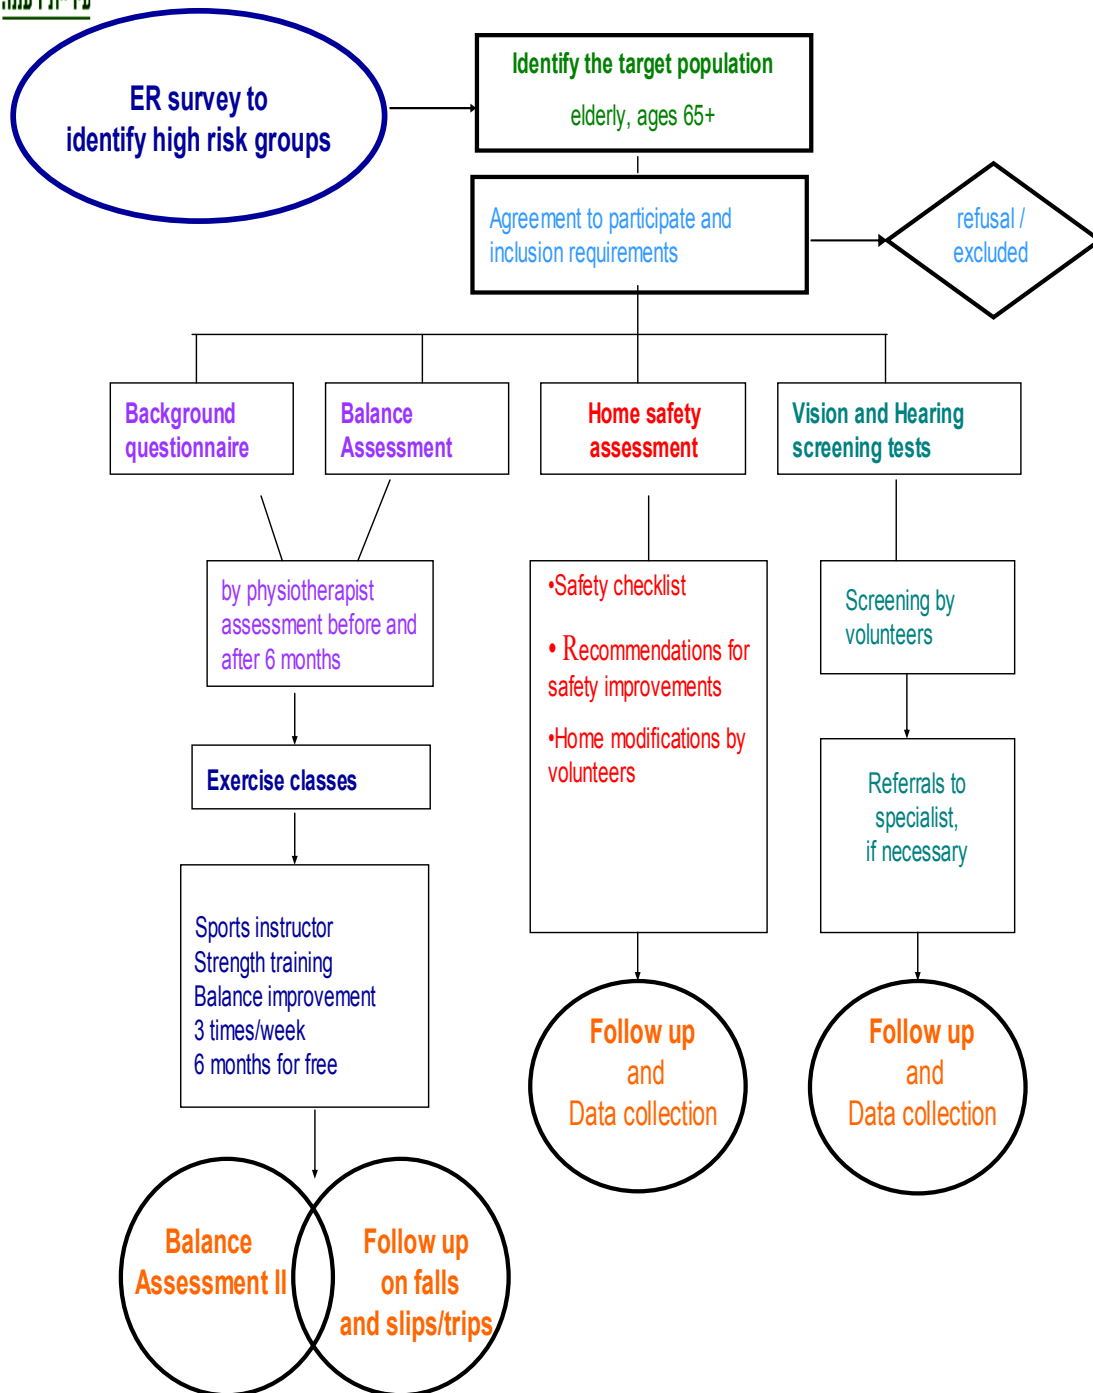 ER survey to
identify high risk groups
Identify the target population
elderly, ages 65+
Agreement to participate and
inclusion requirements
refusal /
excluded
Background
questionnaire
Balance
Assessment
Home safety
assessment
Vision and Hearing
screening tests
by physiotherapist
assessment before and
after 6 months
•Safety checklist
• Recommendations for
safety improvements
•Home modifications by
volunteers
Screening by
volunteers
Exercise classes
Referrals to
specialist,
if necessary
Sports instructor
Strength training
Balance improvement
3 times/week
6 months for free
Follow up
and
Data collection
Follow up
and
Data collection
Balance
Assessment II
Follow up
on falls
and slips/trips